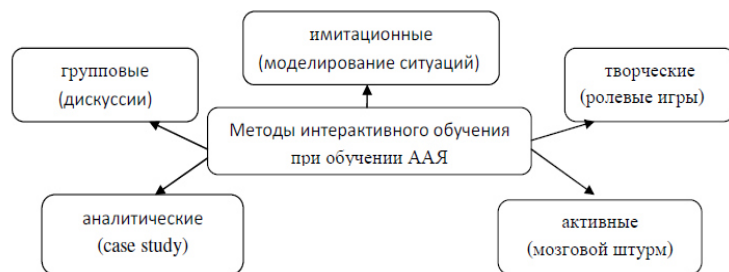 имитационные
(моделирование ситуаций)
групповые
(дискуссии)
творческие
(ролевые игры)
Методы интерактивного обучения
при обучении ААЯ
аналитические
(case study)
активные
(мозговой штурм)